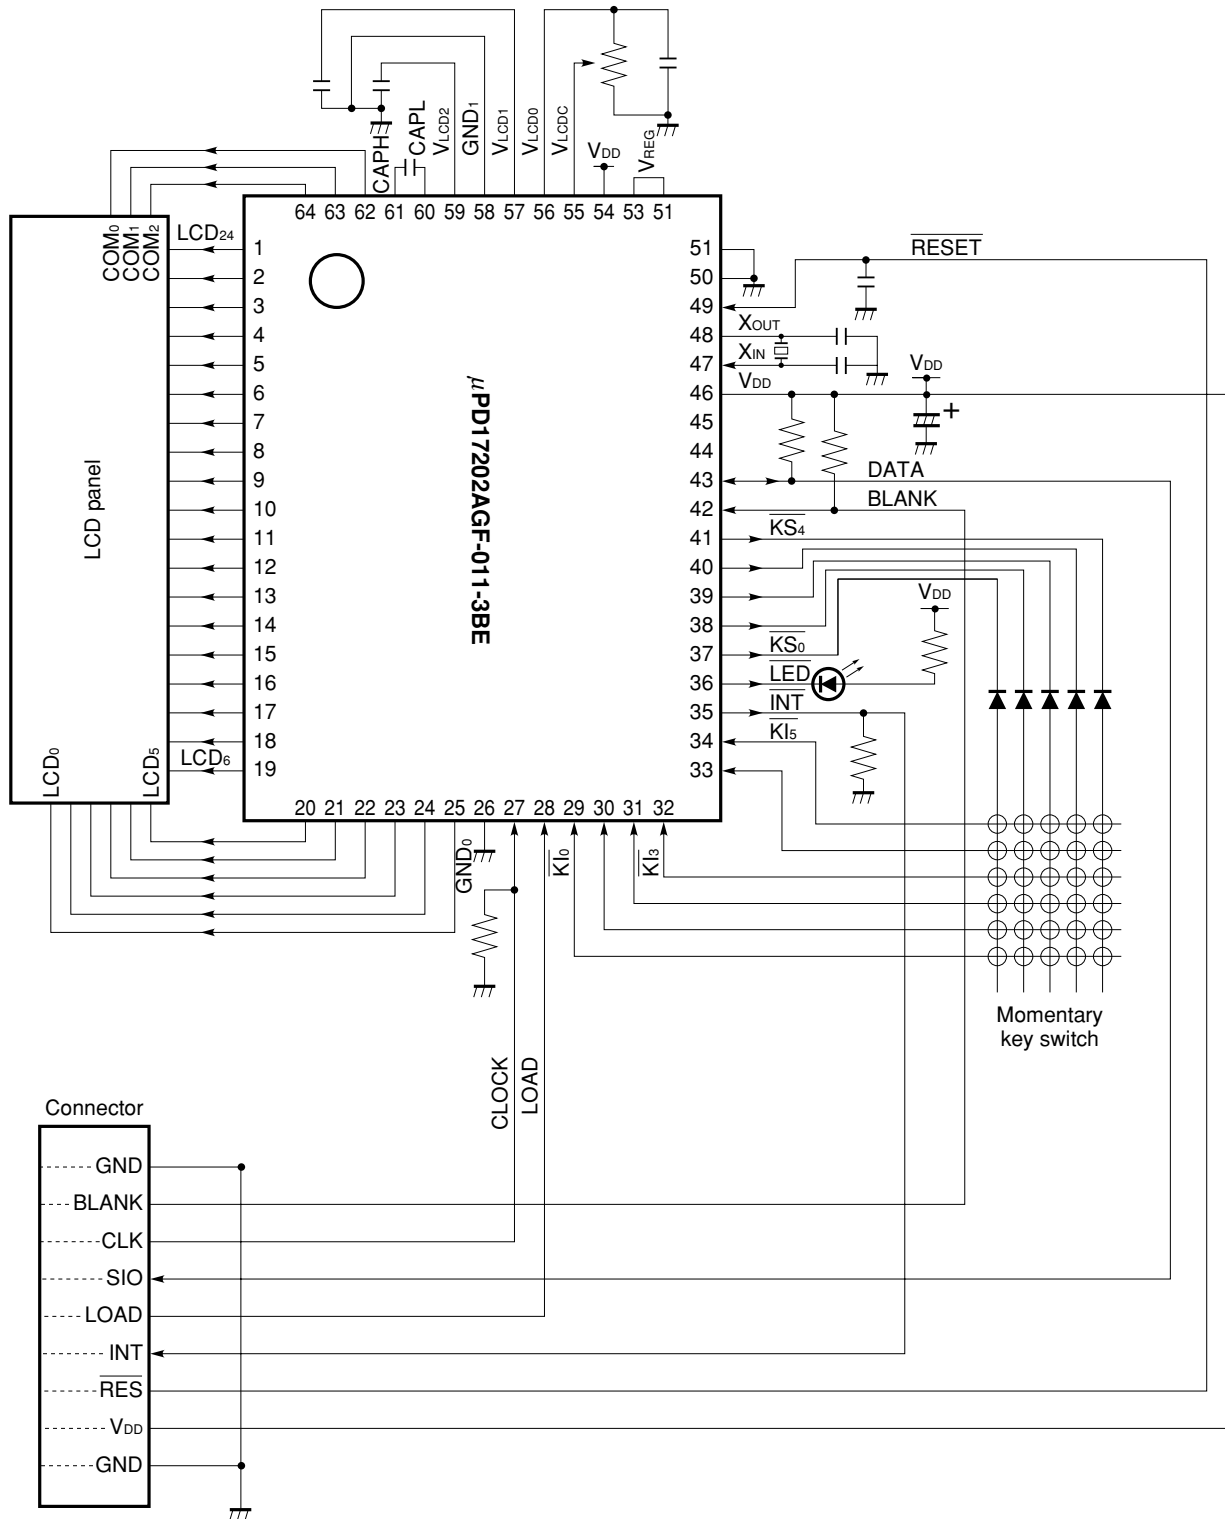 CAPH
CAPL
VLCD2
GND1
VLCD1
VLCD0
VLCDC
VDD
VREG
64 63 62 61 60 59 58 57 56 55 54 53 51
COM0
COM1
COM2
LCD24
LCD panel
LCD0
LCD5
LCD6
1
2
3
4
5
6
7
8
9
10
11
12
13
14
15
16
17
18
19
μPD17202AGF-011-3BE
51
50
49
48
47
46
45
44
43
42
41
40
39
38
37
36
35
34
33
RESET
XOUT
XIN
VDD
VDD
+
DATA
BLANK
KS4
VDD
KS0
LED
INT
KI5
20 21 22 23 24 25 26 27 28 29 30 31 32
GND0
KI0
KI3
CLOCK
LOAD
Momentary
key switch
Connector
GND
BLANK
CLK
SIO
LOAD
INT
RES
VDD
GND